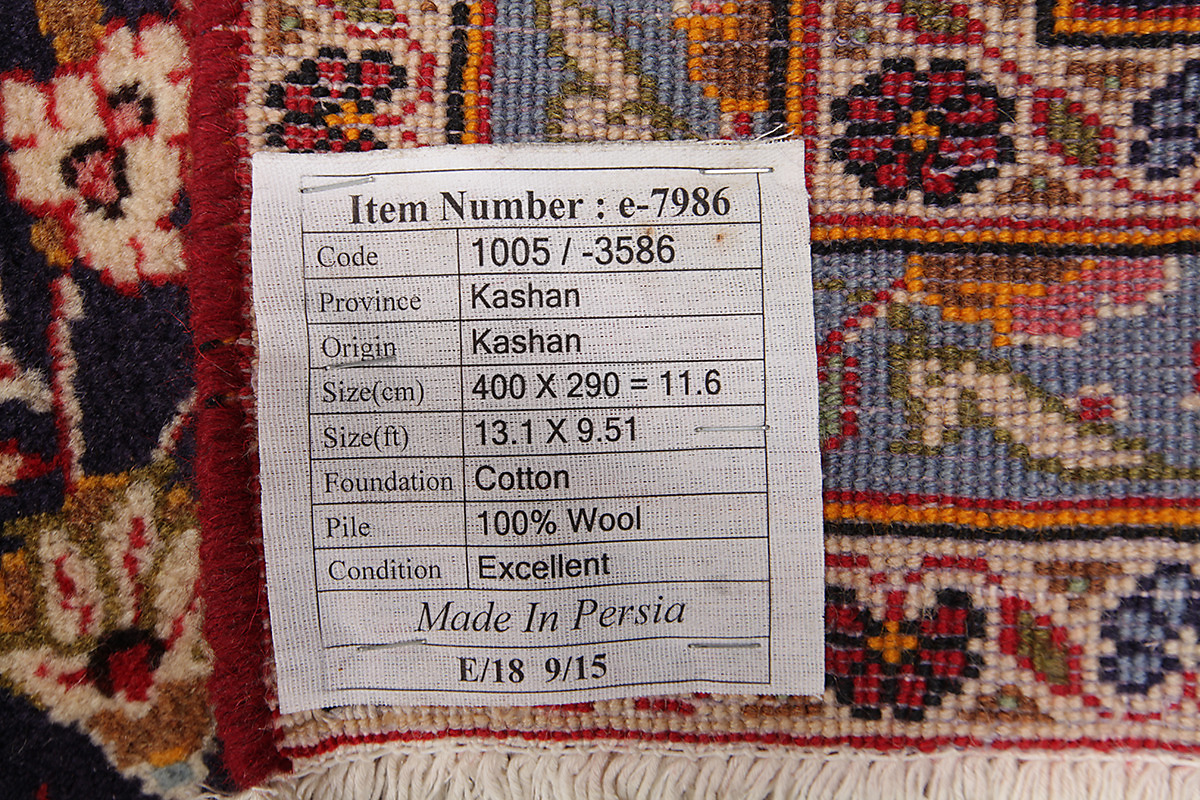 Item Number : e-7986
Code 1005 / -3586
Province Kashan
Origin Kashan
Size(cm) 400 X 290 = 11.6
Size(ft) 13.1 X 9.51
Foundation Cotton
Pile 100% Wool
Condition Excellent
Made In Persia
E/18 9/15